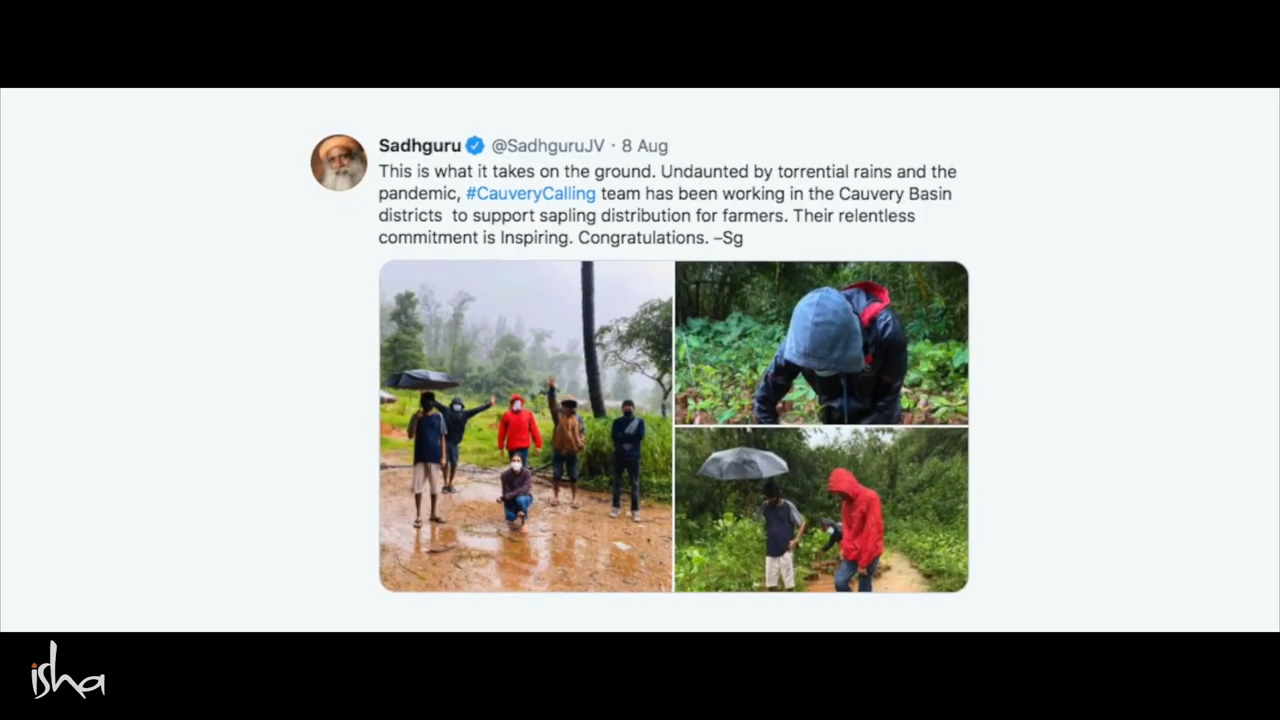 Sadhguru @SadhguruJV · 8 Aug
This is what it takes on the ground. Undaunted by torrential rains and the
pandemic, #CauveryCalling team has been working in the Cauvery Basin
districts  to support sapling distribution for farmers. Their relentless
commitment is Inspiring. Congratulations. –Sg
isha